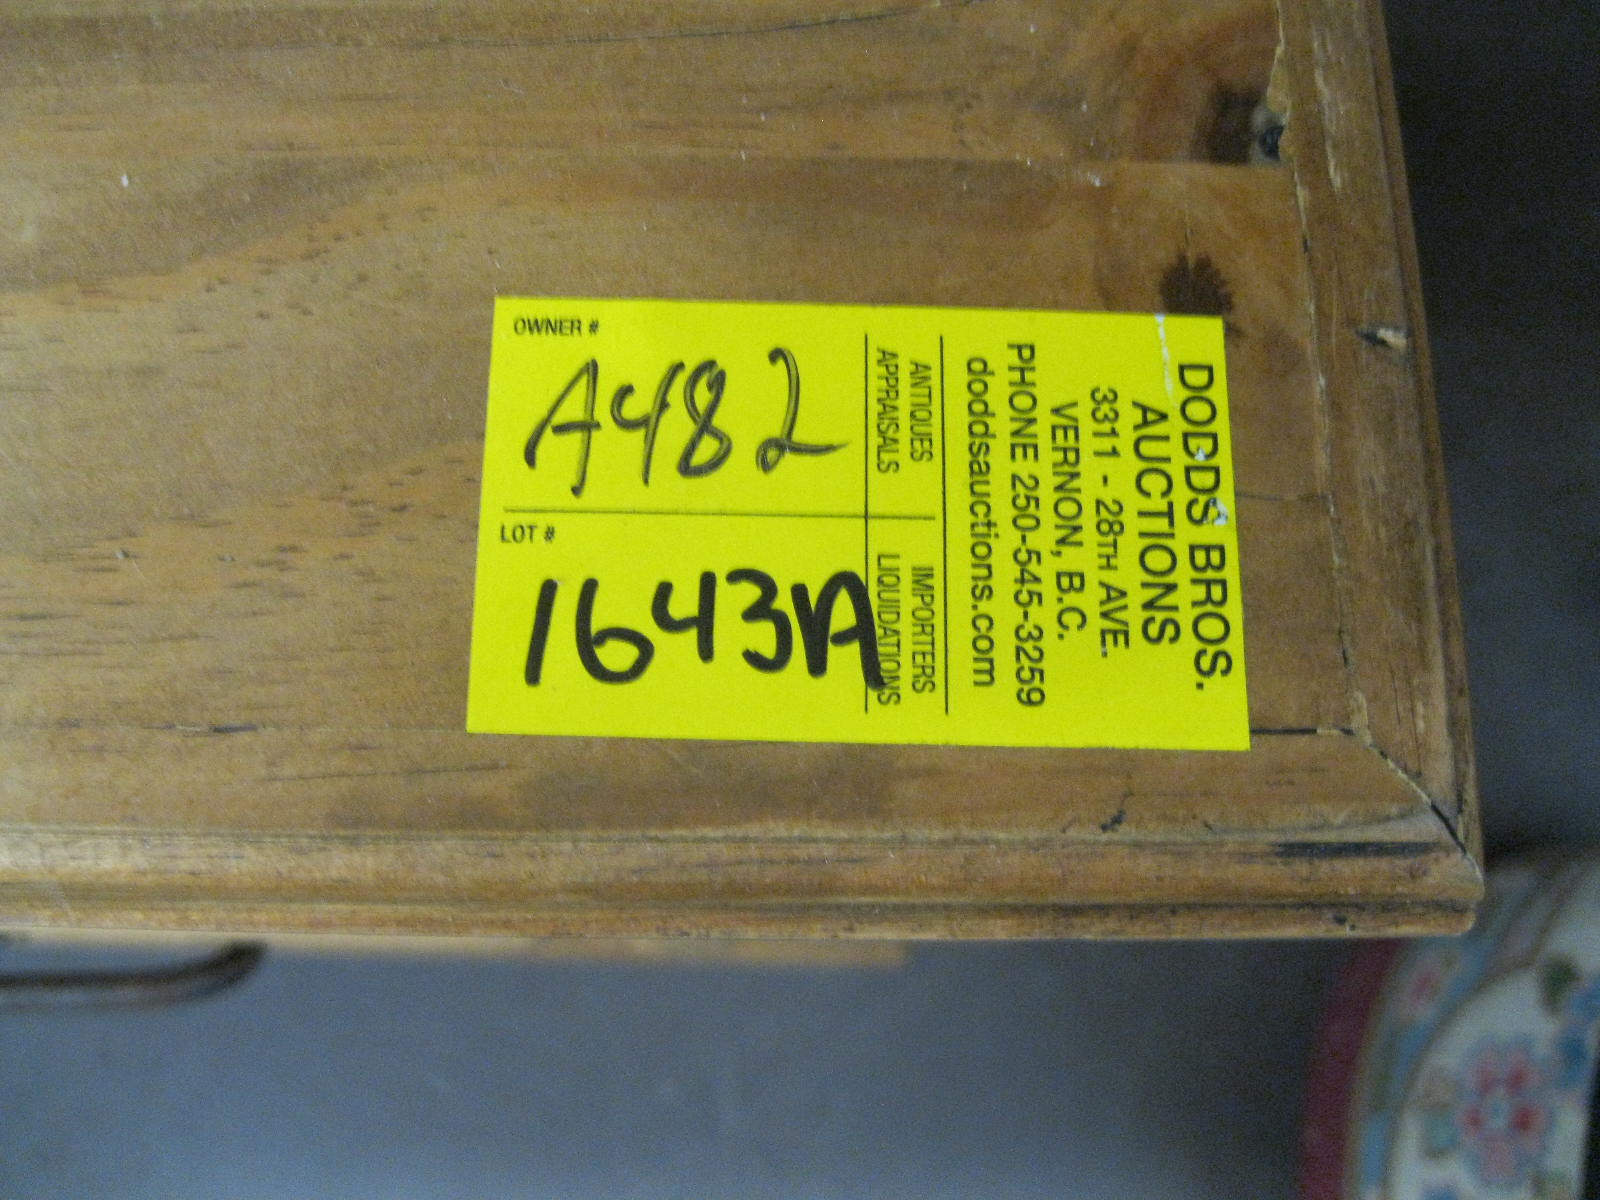 DODDS BROS.
AUCTIONS
3311 - 28TH AVE.
VERNON, B.C.
PHONE 250-545-3259
doddsauctions.com
ANTIQUES IMPORTERS
APPRAISALS LIQUIDATIONS
OWNER #
A482
LOT #
1643A